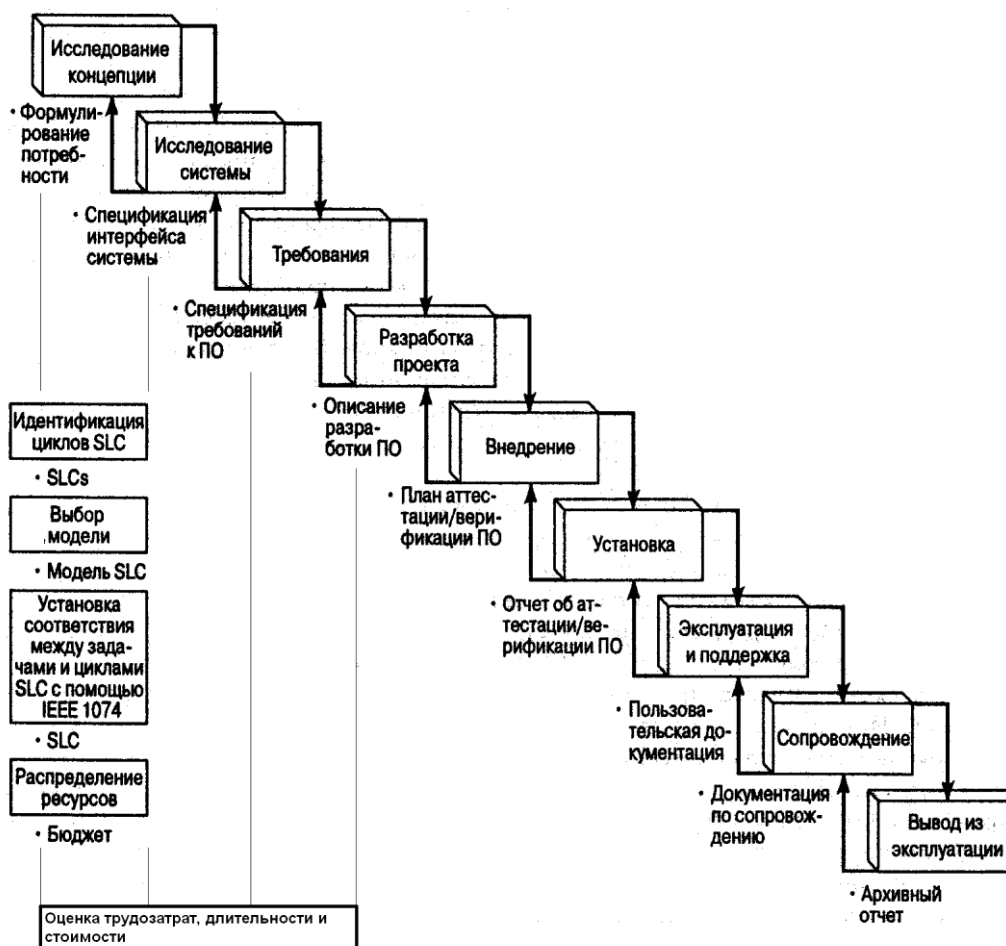 Исследование
концепции
• Формули-
рование
потреб-
ности
Исследование
системы
• Спецификация
интерфейса
системы
Требования
• Спецификация
требований
к ПО
Разработка
проекта
• Описание
разра-
ботки ПО
Внедрение
• План аттес-
тации/вери-
фикации ПО
Установка
• Отчет об ат-
тестации/ве-
рификации ПО
Эксплуатация
и поддержка
• Пользова-
тельская до-
кументация
Сопровождение
• Документация
по сопровож-
дению
Вывод из
эксплуатации
• Архивный
отчет
Идентификация
циклов SLC
• SLCs
Выбор
модели
• Модель SLC
Установка
соответствия
между зада-
чами и циклами
SLC с помощью
IEEE 1074
• SLC
Распределение
ресурсов
• Бюджет
Оценка трудозатрат, длительности и
стоимости